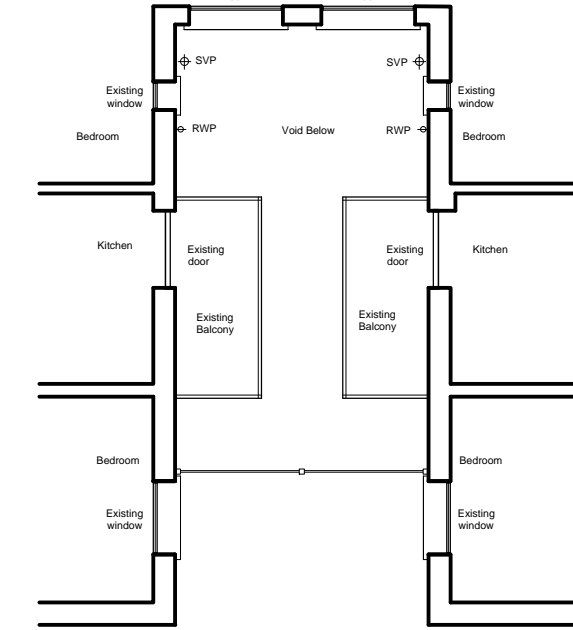 SVP
SVP
Existing
window
Existing
window
RWP
RWP
Void Below
Bedroom
Bedroom
Kitchen
Existing
door
Existing
door
Kitchen
Existing
Balcony
Existing
Balcony
Bedroom
Bedroom
Existing
window
Existing
window